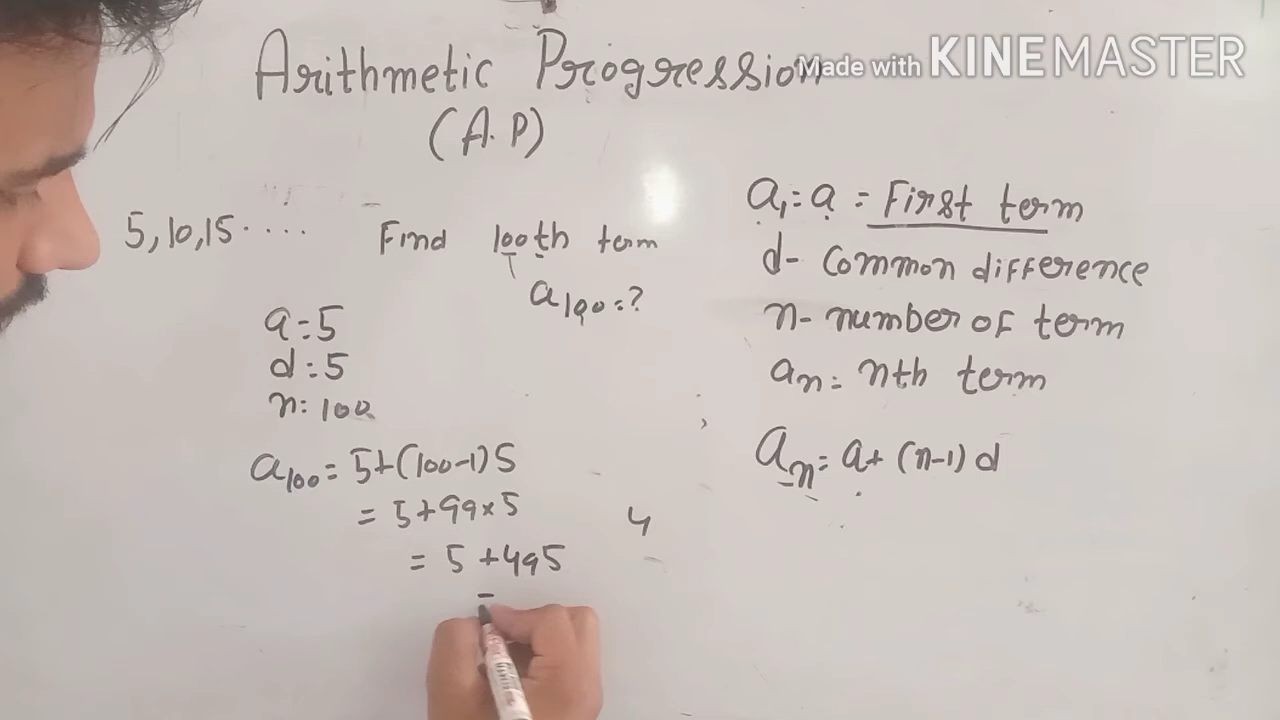 Arithmetic Progression
Made with KINEMASTER
(A.P)
5, 10, 15 .... Find 100th term
a100 = ?
a = 5
d = 5
n = 100
a100 = 5+(100-1)5
= 5+99×5
= 5+495
=
4
a1 = a = First term
d- Common difference
n- number of term
an = nth term
an = a+(n-1)d